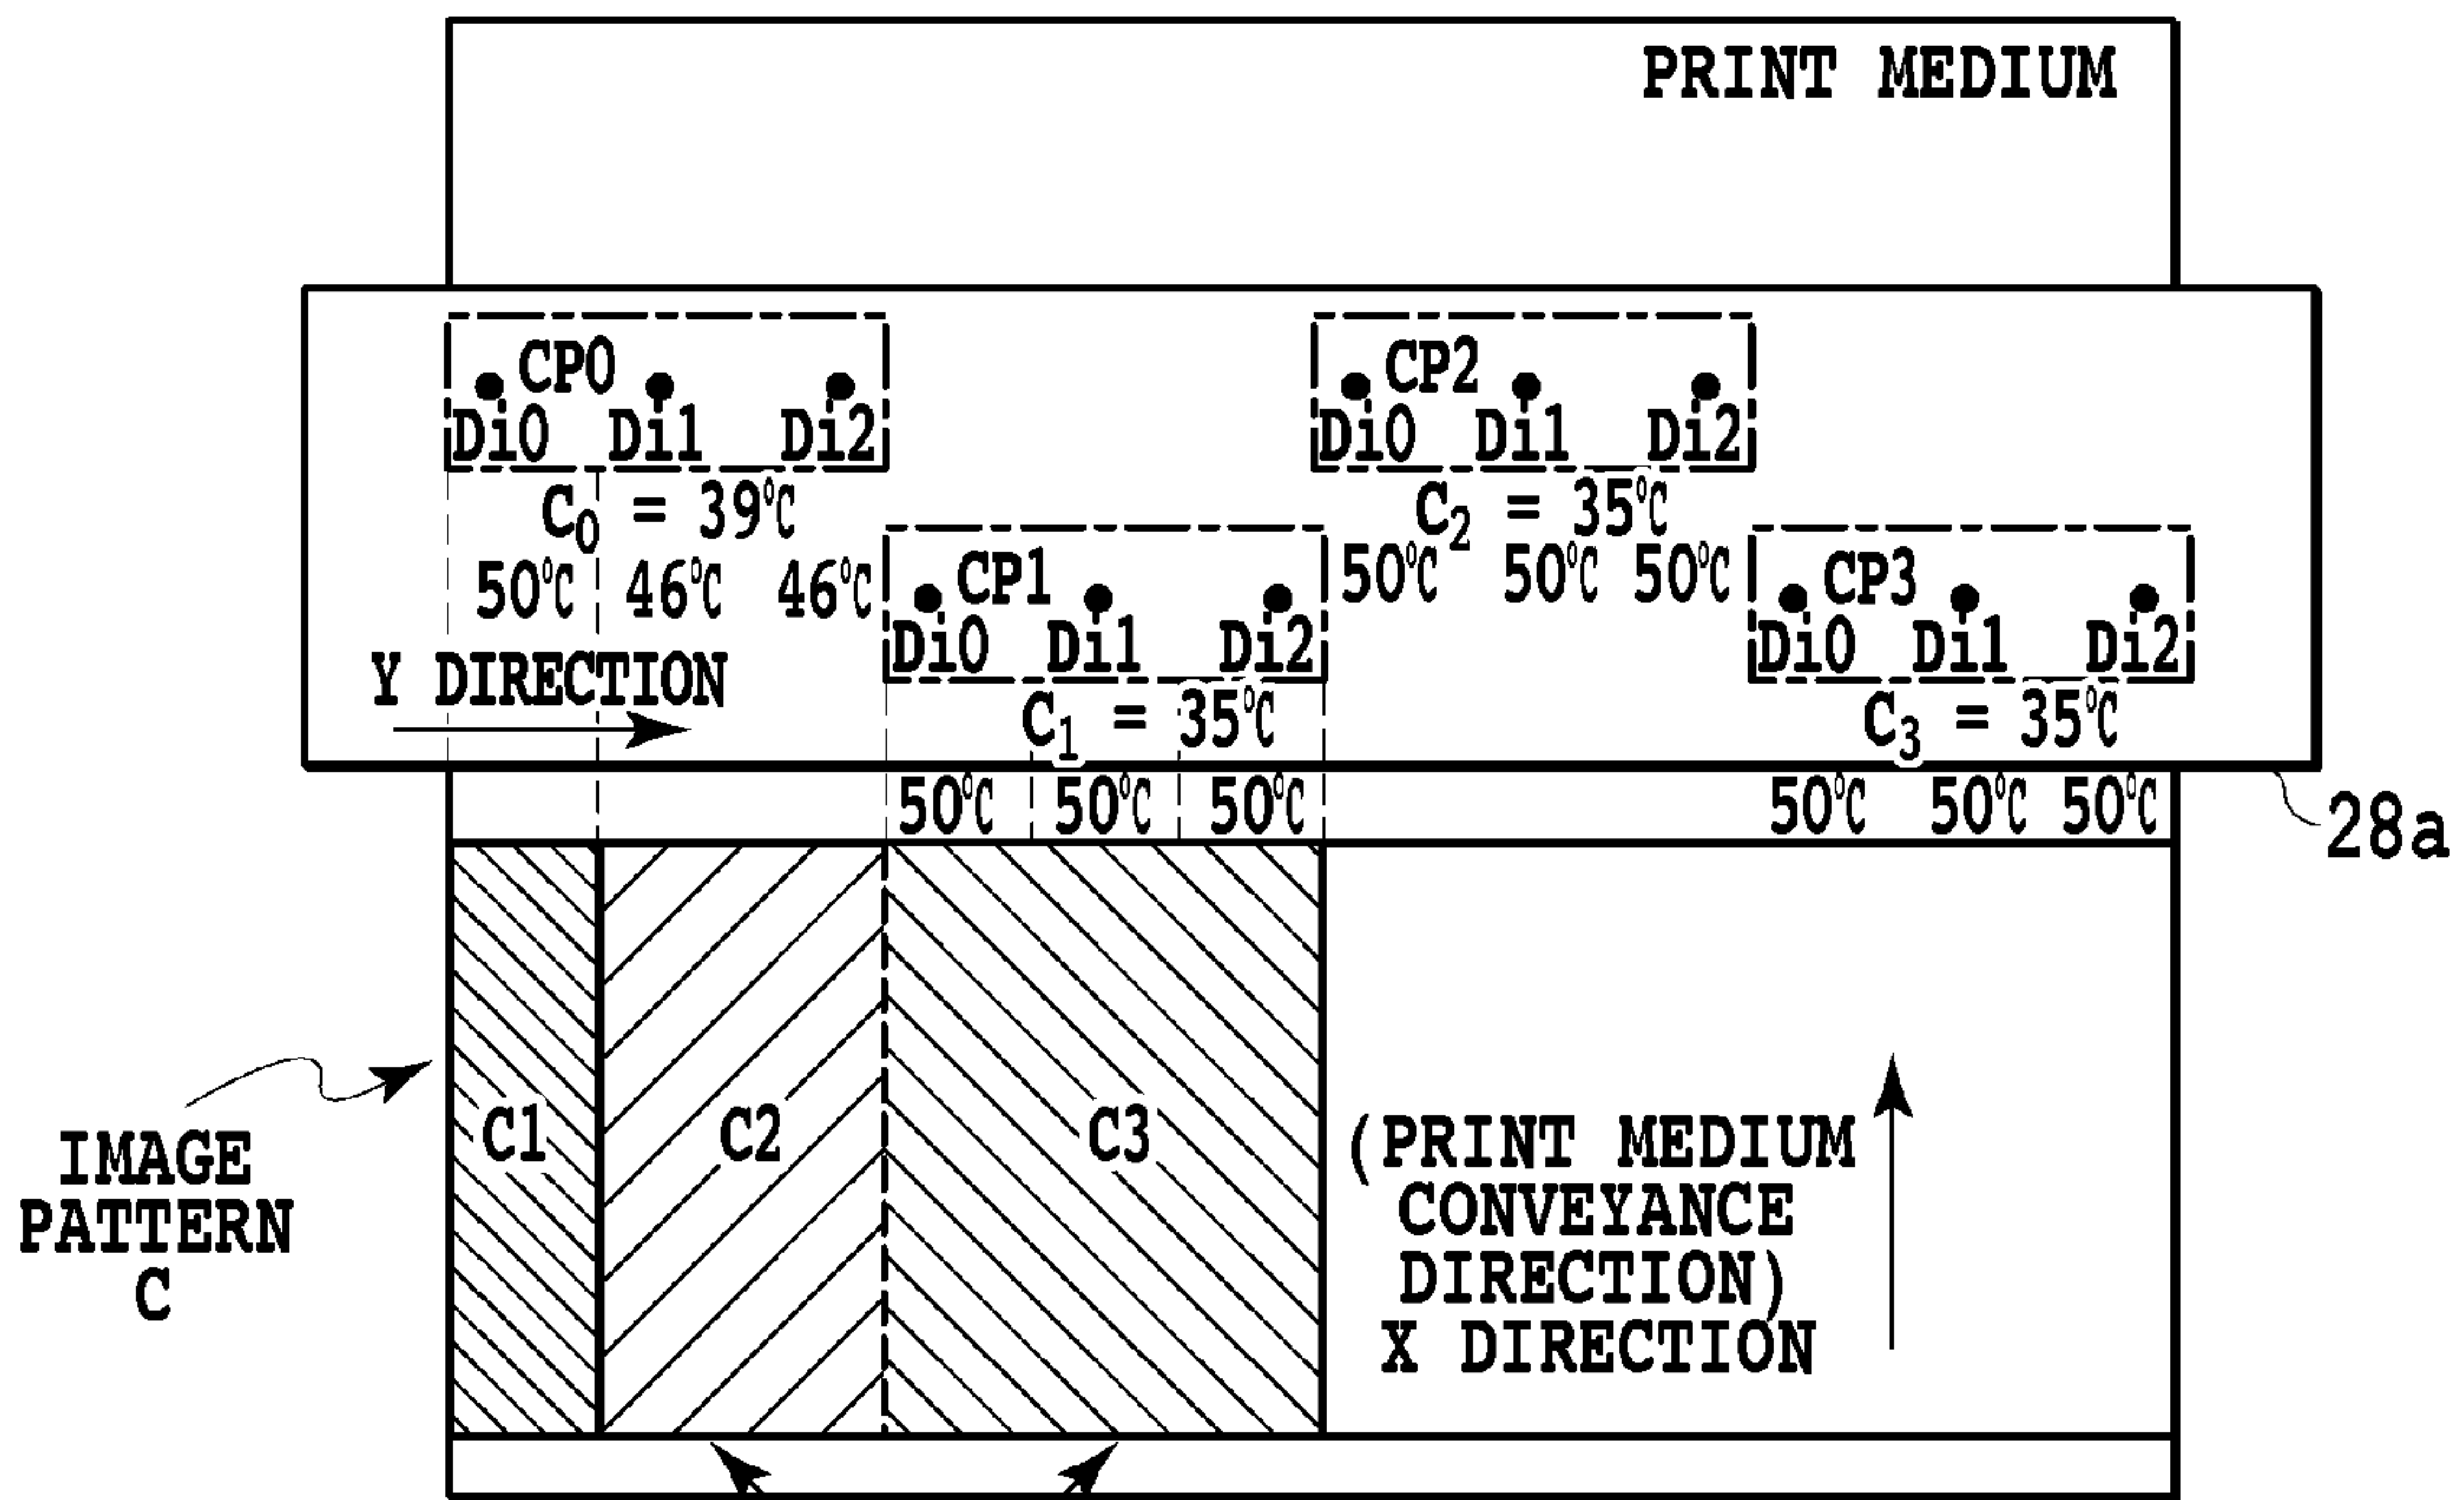 PRINT MEDIUM
CP0
Di0 Di1 Di2
C0 = 39℃
50℃ 46℃ 46℃
CP2
Di0 Di1 Di2
C2 = 35℃
50℃ 50℃ 50℃
CP1
Di0 Di1 Di2
C1 = 35℃
50℃ 50℃ 50℃
CP3
Di0 Di1 Di2
C3 = 35℃
50℃ 50℃ 50℃
Y DIRECTION
28a
IMAGE
PATTERN
C
C1
C2
C3
(PRINT MEDIUM
CONVEYANCE
DIRECTION)
X DIRECTION